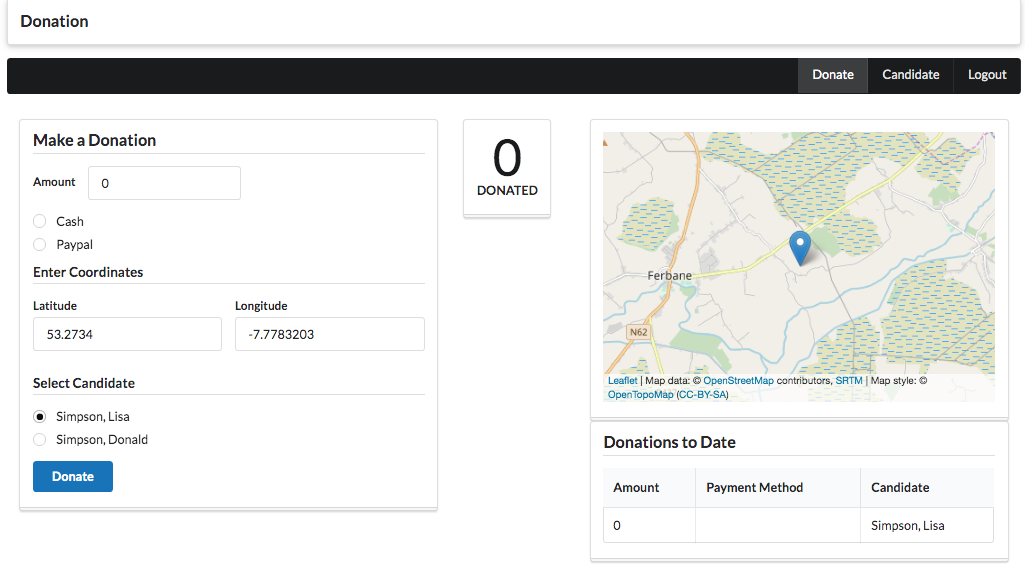 Donation
Donate Candidate Logout
Make a Donation
Amount 0
Cash
Paypal
Enter Coordinates
Latitude Longitude
53.2734 -7.7783203
Select Candidate
Simpson, Lisa
Simpson, Donald
Donate
0
DONATED
Ferbane
N62
Leaflet | Map data: © OpenStreetMap contributors, SRTM | Map style: ©
OpenTopoMap (CC-BY-SA)
Donations to Date
Amount Payment Method Candidate
0 Simpson, Lisa